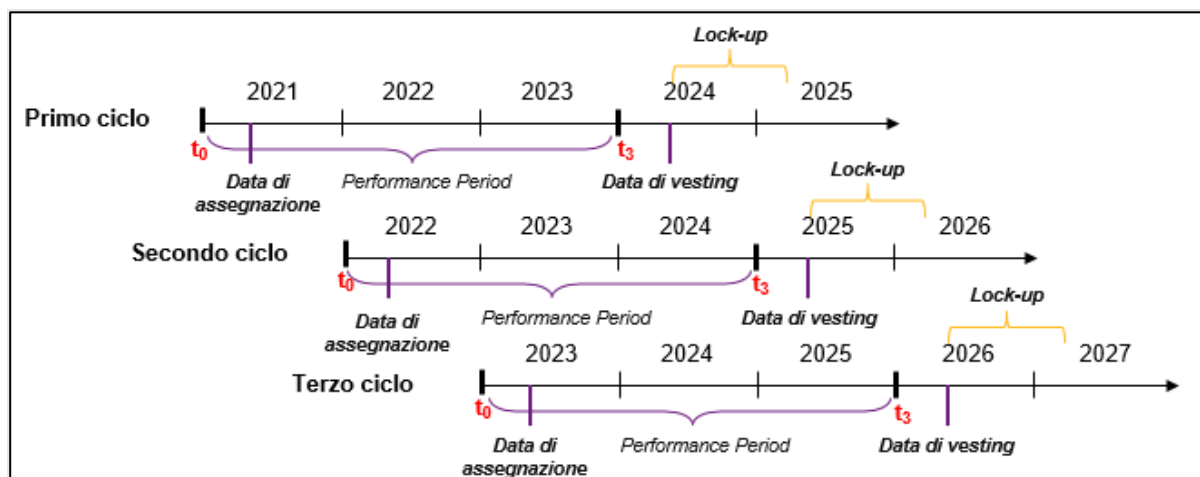 Lock-up
2021 2022 2023 2024 2025
Primo ciclo
t0 t3
Data di assegnazione
Performance Period
Data di vesting
Lock-up
2022 2023 2024 2025 2026
Secondo ciclo
t0 t3
Data di assegnazione
Performance Period
Data di vesting
Lock-up
2023 2024 2025 2026 2027
Terzo ciclo
t0 t3
Data di assegnazione
Performance Period
Data di vesting